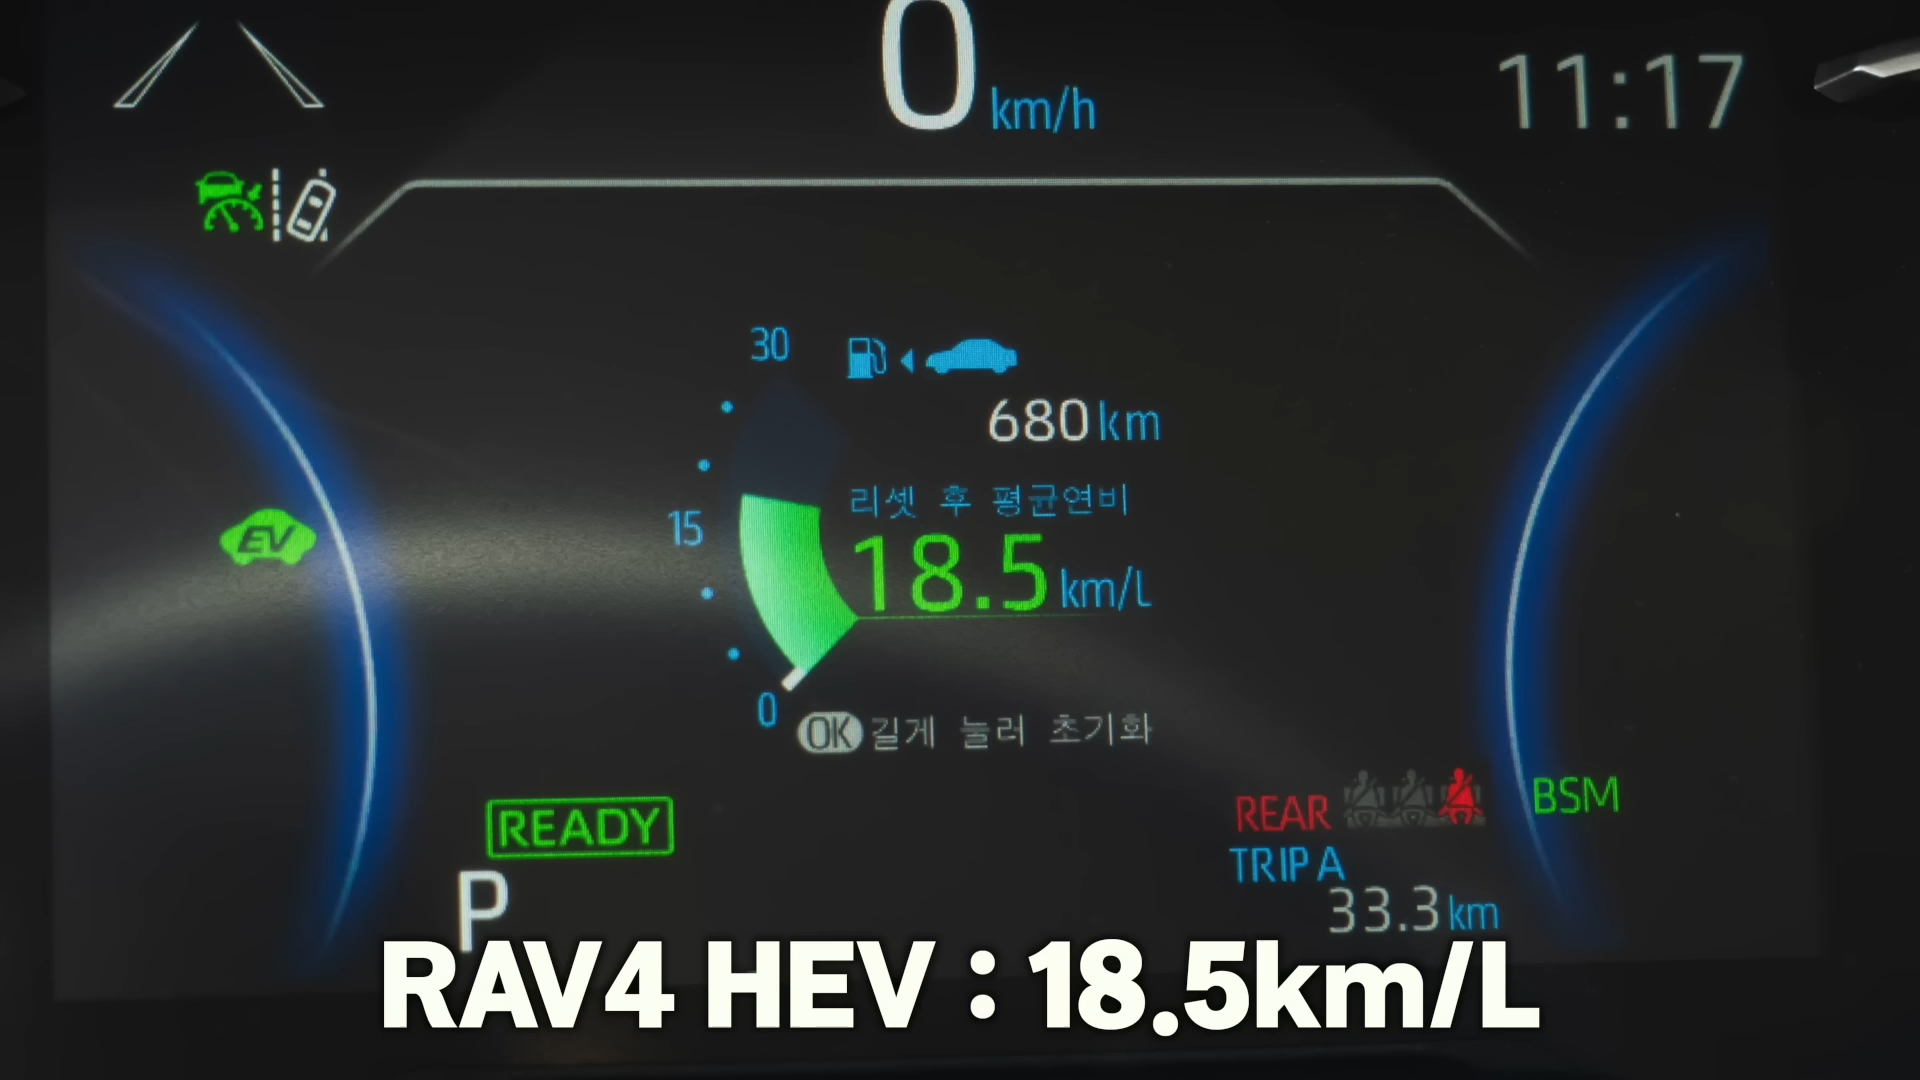 0 km/h
11:17
30
680 km
리셋 후 평균연비
15
18.5 km/L
0
OK 길게 눌러 초기화
EV
READY
P
REAR
BSM
TRIP A
33.3 km
RAV4 HEV : 18.5km/L